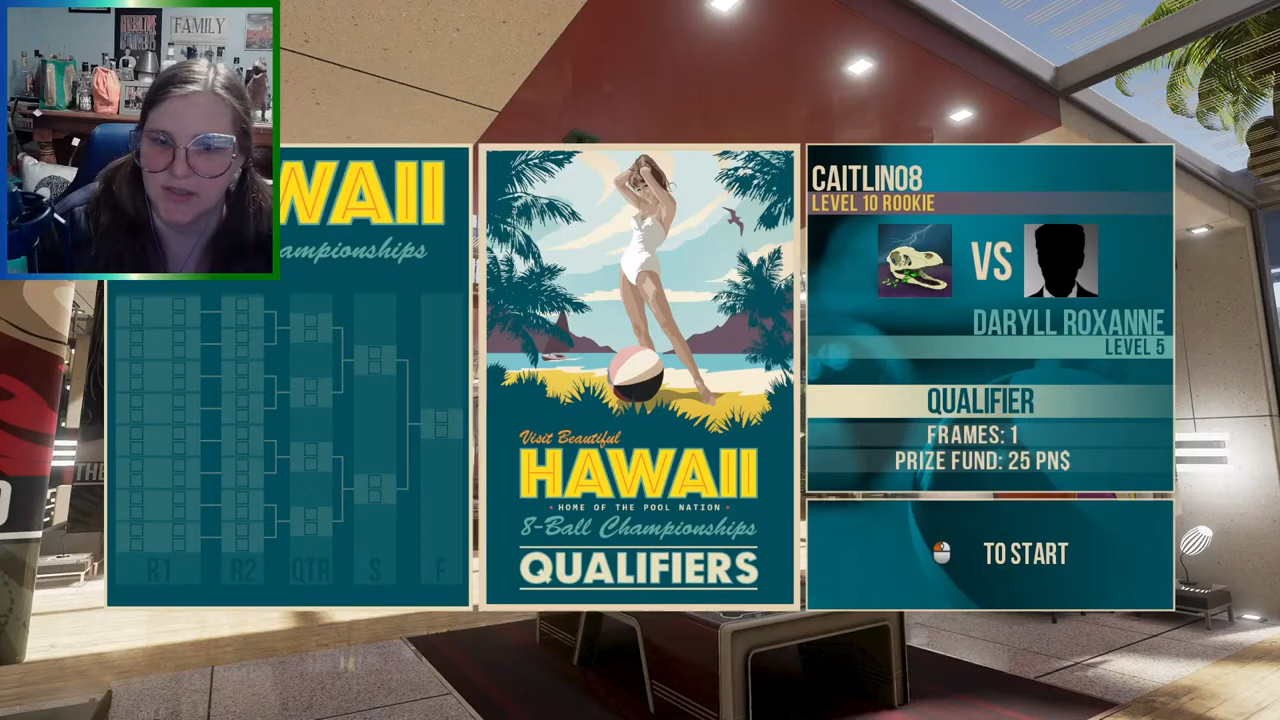 FAMILY
WAII
ampionships
R1 R2 QTR S F
THE
Visit Beautiful
HAWAII
• HOME OF THE POOL NATION •
8-Ball Championships
QUALIFIERS
CAITLIN08
LEVEL 10 ROOKIE
VS
DARYLL ROXANNE
LEVEL 5
QUALIFIER
FRAMES: 1
PRIZE FUND: 25 PN$
TO START